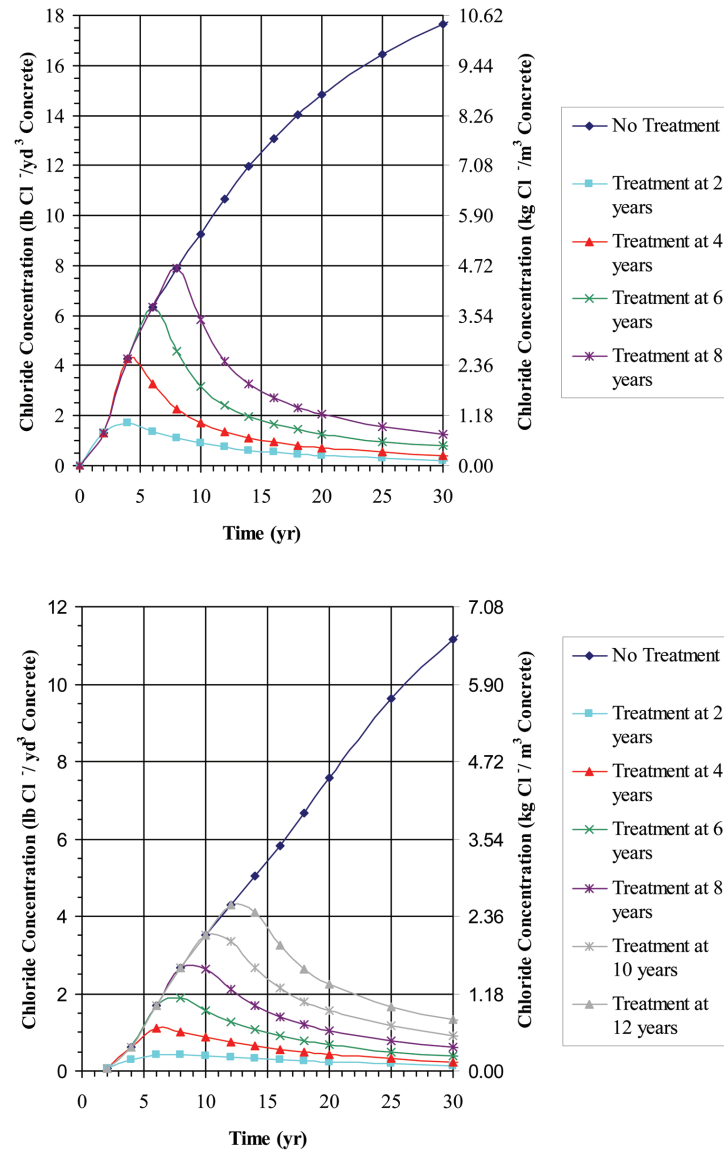 Chloride Concentration (lb Cl⁻/yd³ Concrete)
18
16
14
12
10
8
6
4
2
0
10.62
9.44
8.26
7.08
5.90
4.72
3.54
2.36
1.18
0.00
Chloride Concentration (kg Cl⁻/m³ Concrete)
0 5 10 15 20 25 30
Time (yr)
No Treatment
Treatment at 2
years
Treatment at 4
years
Treatment at 6
years
Treatment at 8
years
Chloride Concentration (lb Cl⁻/ yd³ Concrete)
12
10
8
6
4
2
0
7.08
5.90
4.72
3.54
2.36
1.18
0.00
Chloride Concentration (kg Cl⁻/ m³ Concrete)
0 5 10 15 20 25 30
Time (yr)
No Treatment
Treatment at 2
years
Treatment at 4
years
Treatment at 6
years
Treatment at 8
years
Treatment at
10 years
Treatment at
12 years